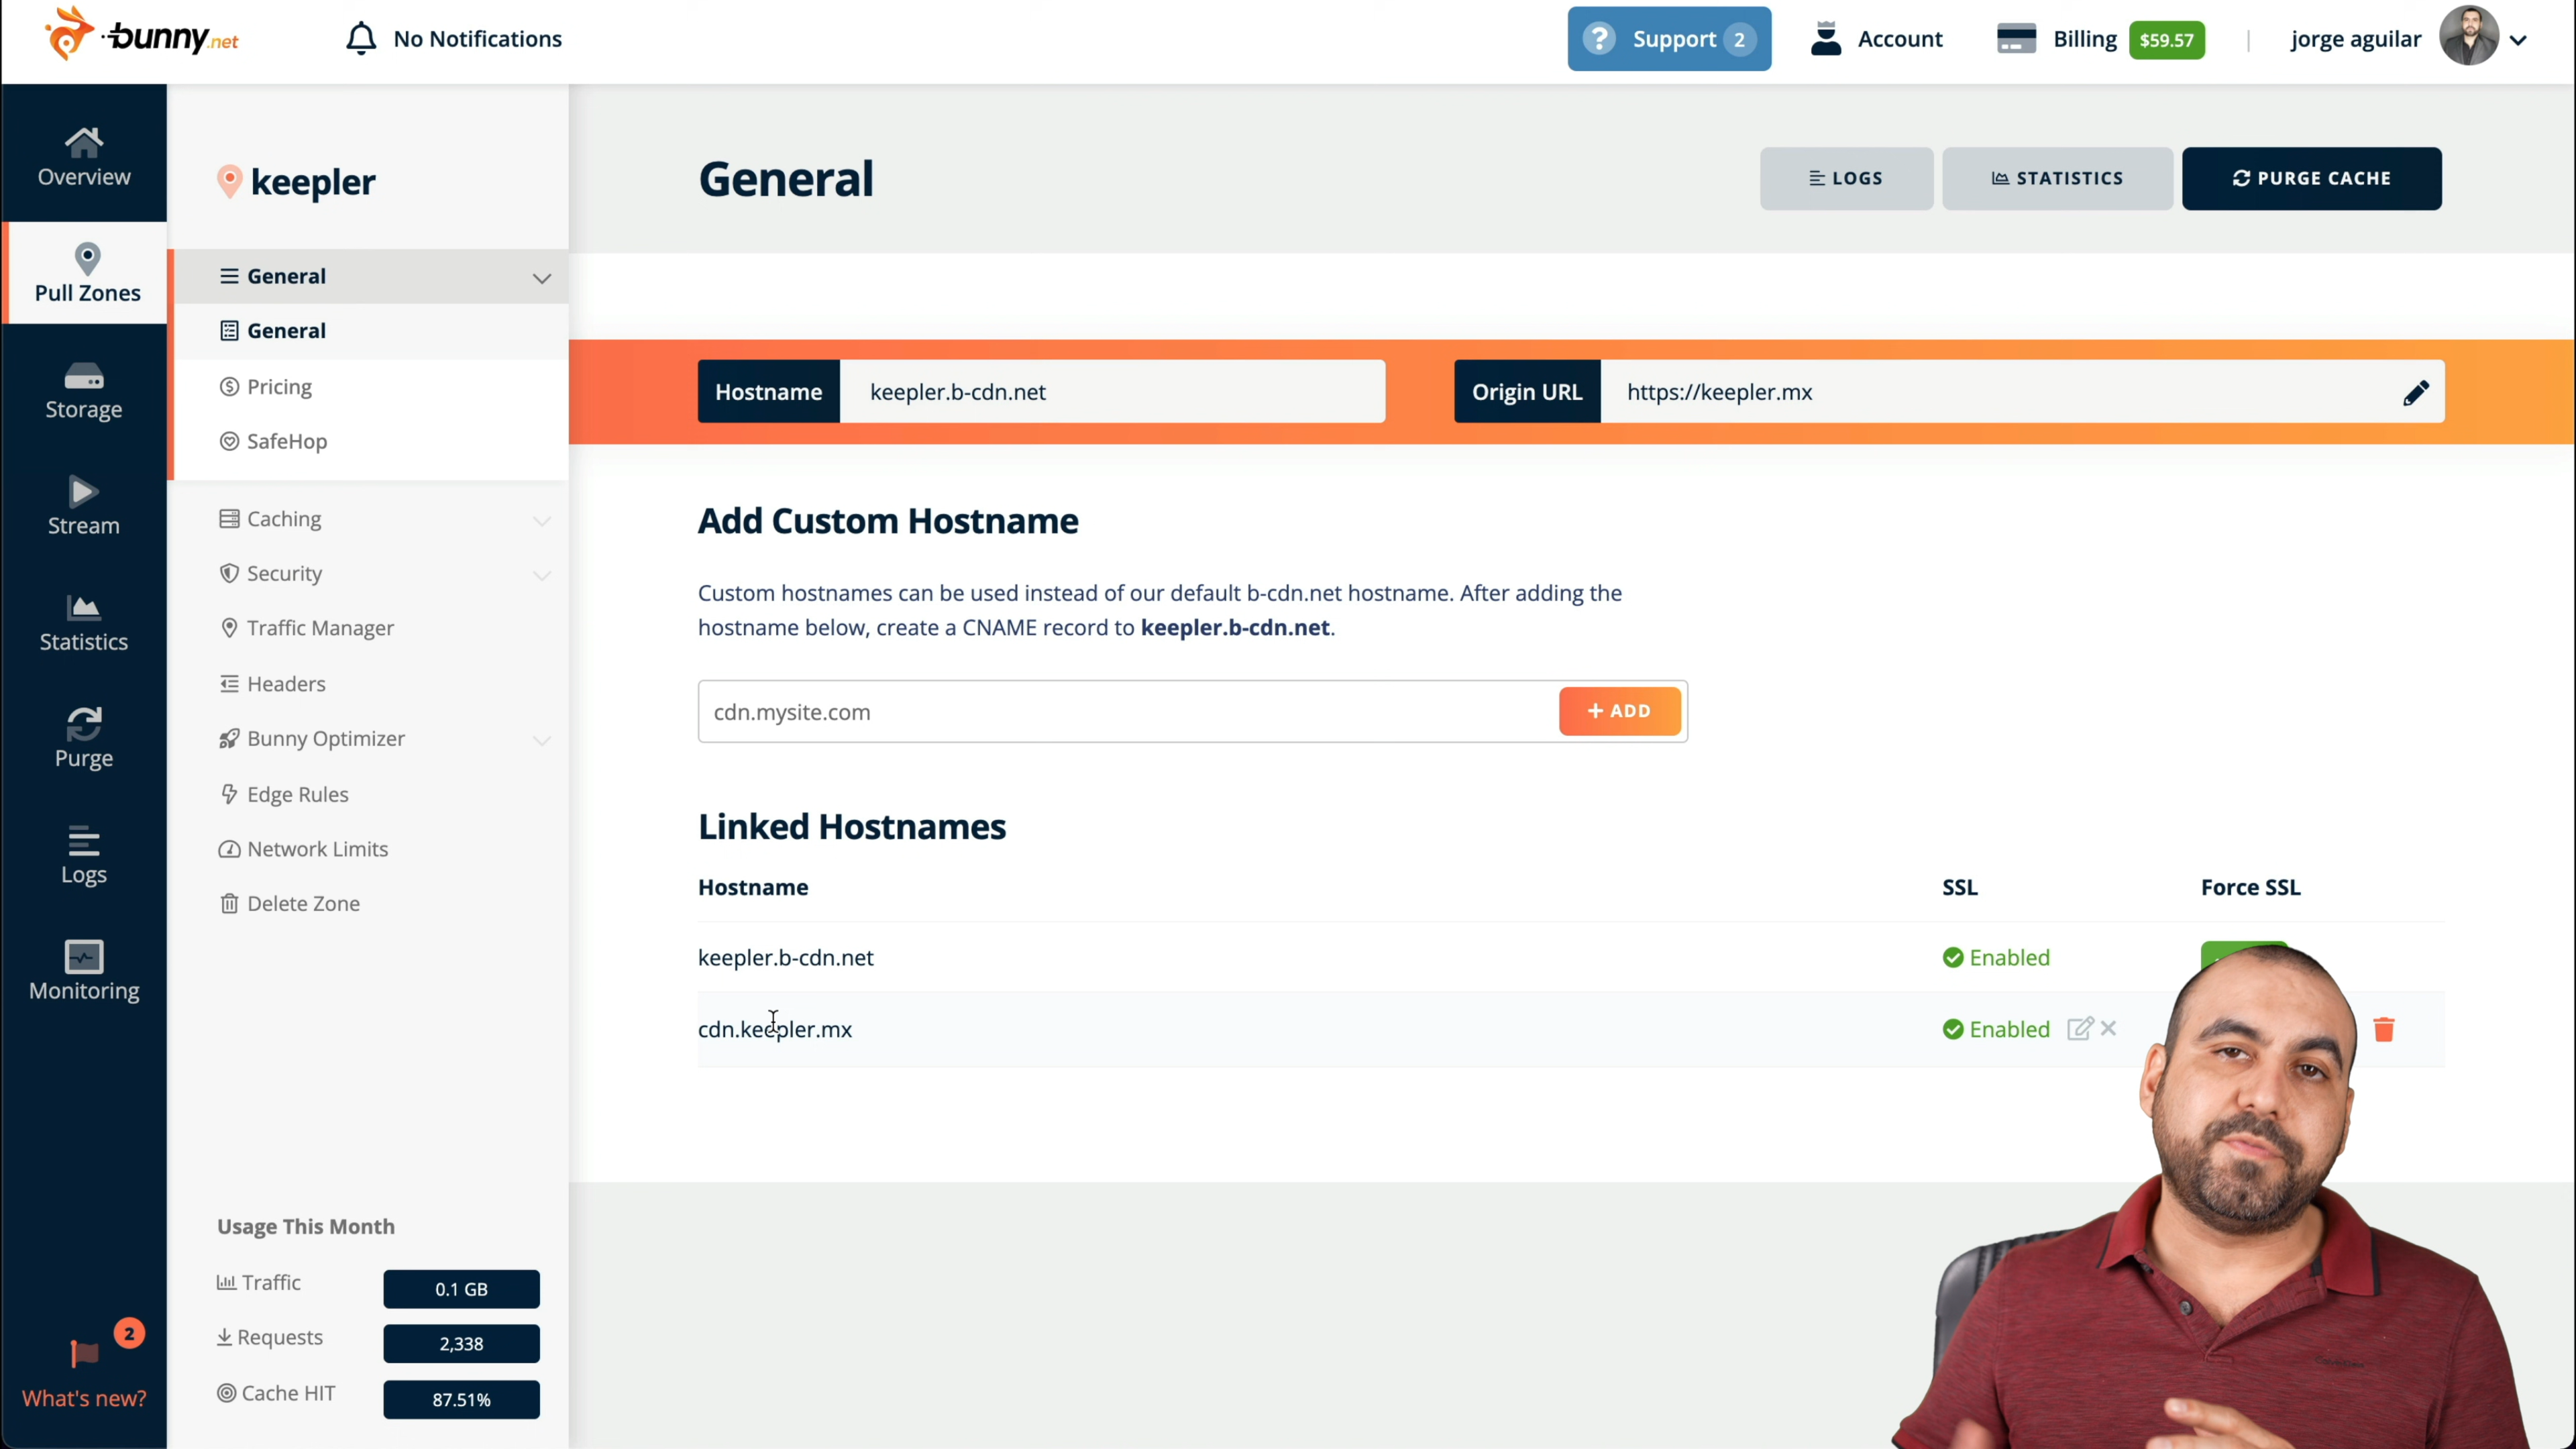 bunny.net
No Notifications
Support 2
Account
Billing $59.57
jorge aguilar
Overview
Pull Zones
Storage
Stream
Statistics
Purge
Logs
Monitoring
2
What's new?
keepler
General
General
Pricing
SafeHop
Caching
Security
Traffic Manager
Headers
Bunny Optimizer
Edge Rules
Network Limits
Delete Zone
Usage This Month
Traffic 0.1 GB
Requests 2,338
Cache HIT 87.51%
General
LOGS
STATISTICS
PURGE CACHE
Hostname keepler.b-cdn.net
Origin URL https://keepler.mx
Add Custom Hostname
Custom hostnames can be used instead of our default b-cdn.net hostname. After adding the
hostname below, create a CNAME record to keepler.b-cdn.net.
cdn.mysite.com
+ ADD
Linked Hostnames
Hostname SSL Force SSL
keepler.b-cdn.net Enabled
cdn.keepler.mx Enabled